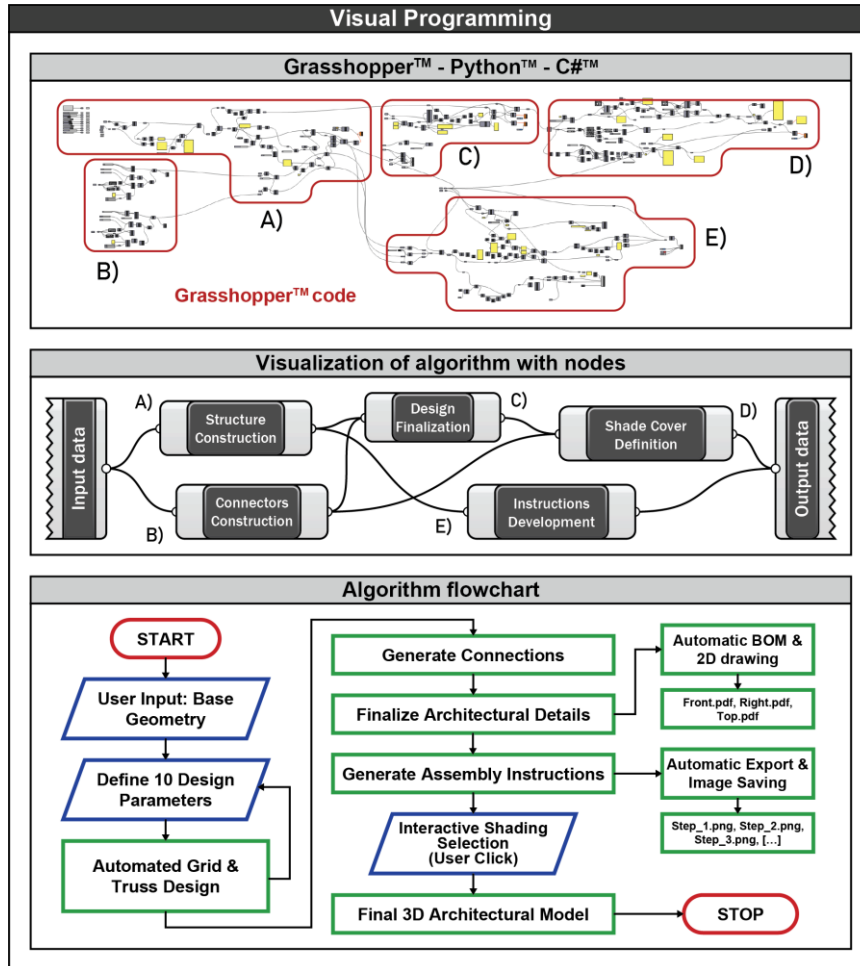 Visual Programming
Grasshopper™ - Python™ - C#™
A)
B)
C)
D)
E)
Grasshopper™ code
Visualization of algorithm with nodes
Input data
A)
Structure
Construction
B)
Connectors
Construction
C)
Design
Finalization
D)
Shade Cover
Definition
E)
Instructions
Development
Output data
Algorithm flowchart
START
User Input: Base
Geometry
Define 10 Design
Parameters
Automated Grid &
Truss Design
Generate Connections
Finalize Architectural Details
Automatic BOM &
2D drawing
Front.pdf, Right.pdf,
Top.pdf
Generate Assembly Instructions
Automatic Export &
Image Saving
Step_1.png, Step_2.png,
Step_3.png, [...]
Interactive Shading
Selection
(User Click)
Final 3D Architectural Model
STOP